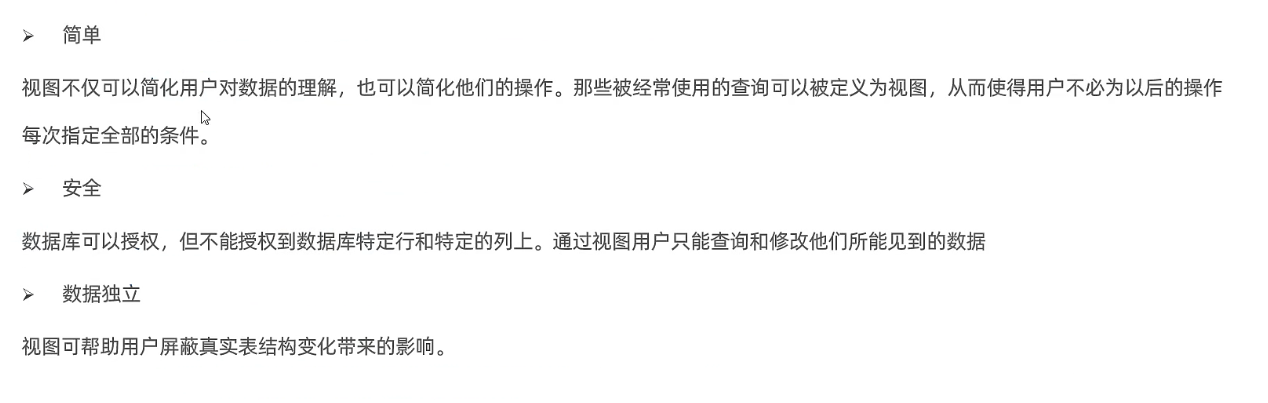 ➢ 简单
视图不仅可以简化用户对数据的理解，也可以简化他们的操作。那些被经常使用的查询可以被定义为视图，从而使得用户不必为以后的操作
每次指定全部的条件。
➢ 安全
数据库可以授权，但不能授权到数据库特定行和特定的列上。通过视图用户只能查询和修改他们所能见到的数据
➢ 数据独立
视图可帮助用户屏蔽真实表结构变化带来的影响。